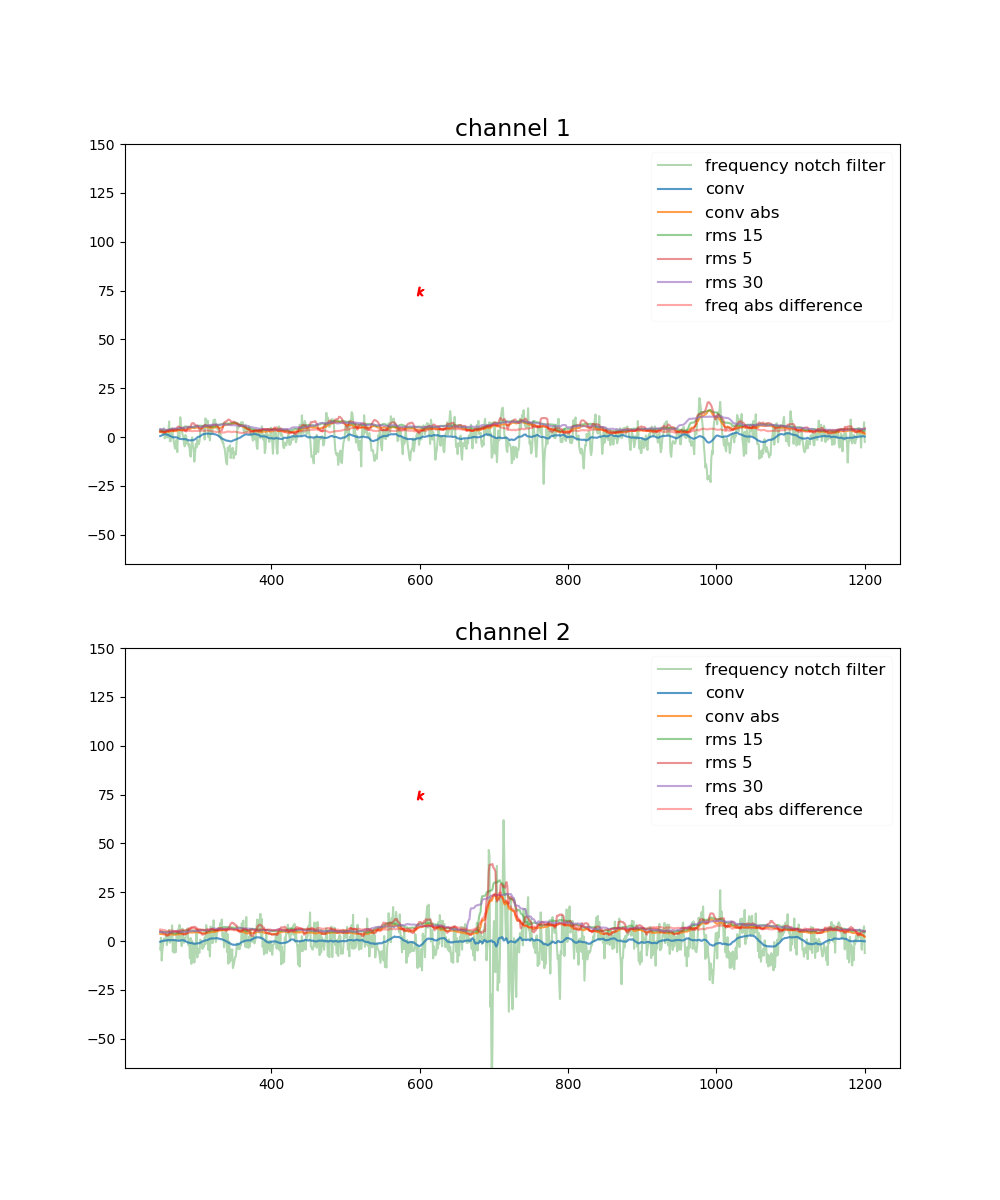 channel 1
150
125
100
75
50
25
0
−25
−50
frequency notch filter
conv
conv abs
rms 15
rms 5
rms 30
freq abs difference
k
400 600 800 1000 1200
channel 2
150
125
100
75
50
25
0
−25
−50
frequency notch filter
conv
conv abs
rms 15
rms 5
rms 30
freq abs difference
k
400 600 800 1000 1200